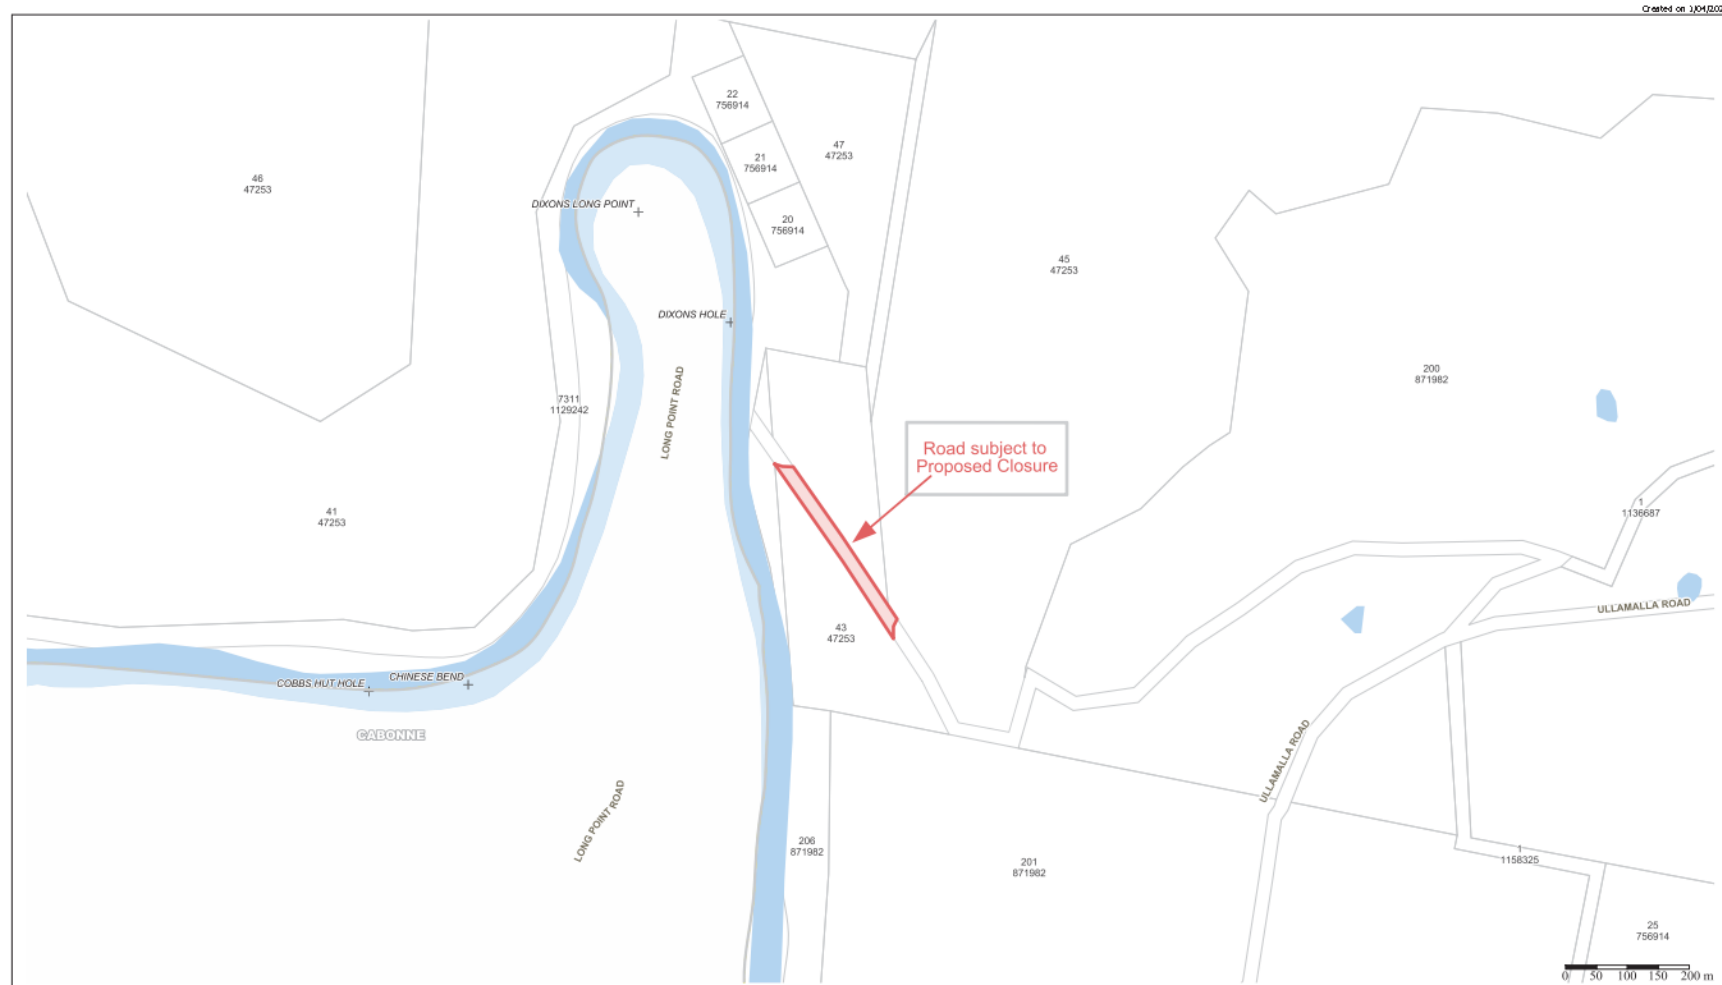 Created on 1/04/202
22
756914
47
47253
21
756914
46
47253
DIXONS LONG POINT
20
756914
45
47253
DIXONS HOLE
LONG POINT ROAD
200
871982
7311
1129242
Road subject to
Proposed Closure
41
47253
1
1136687
ULLAMALLA ROAD
43
47253
COBBS HUT HOLE
CHINESE BEND
CABONNE
ULLAMALLA ROAD
LONG POINT ROAD
206
871982
201
871982
1
1158325
25
756914
0 50 100 150 200 m